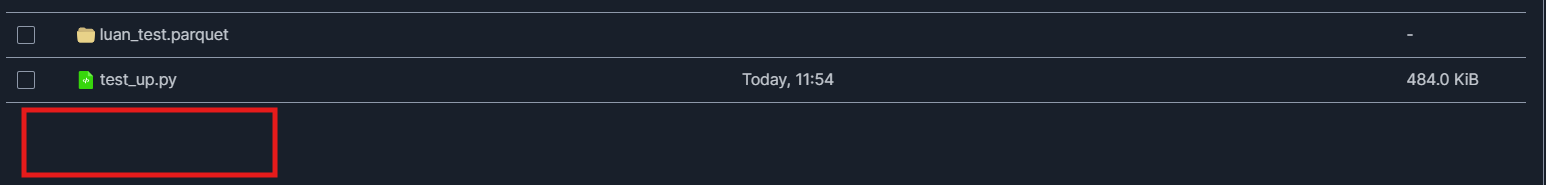 luan_test.parquet -
test_up.py Today, 11:54 484.0 KiB